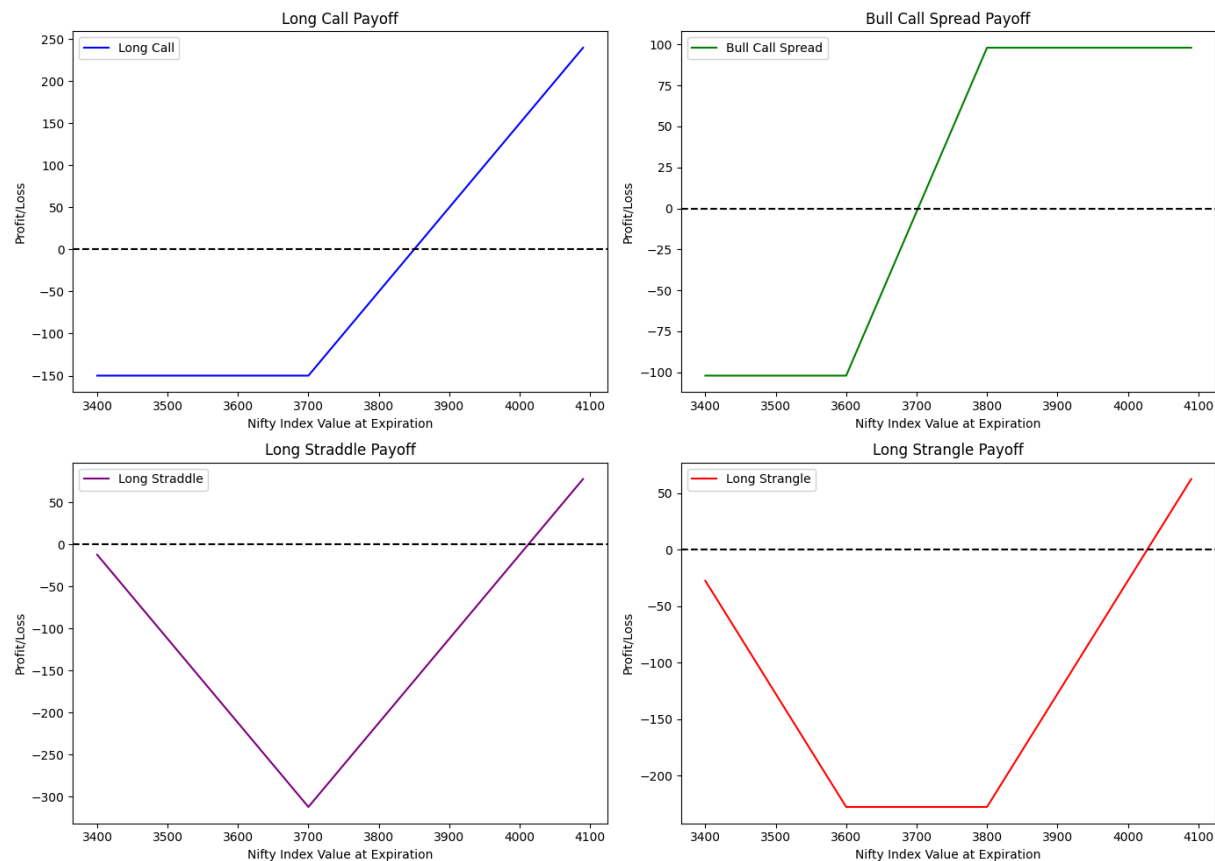 Long Call Payoff
Long Call
250
200
150
100
50
0
−50
−100
−150
Profit/Loss
3400 3500 3600 3700 3800 3900 4000 4100
Nifty Index Value at Expiration
Bull Call Spread Payoff
Bull Call Spread
100
75
50
25
0
−25
−50
−75
−100
Profit/Loss
3400 3500 3600 3700 3800 3900 4000 4100
Nifty Index Value at Expiration
Long Straddle Payoff
Long Straddle
50
0
−50
−100
−150
−200
−250
−300
Profit/Loss
3400 3500 3600 3700 3800 3900 4000 4100
Nifty Index Value at Expiration
Long Strangle Payoff
Long Strangle
50
0
−50
−100
−150
−200
Profit/Loss
3400 3500 3600 3700 3800 3900 4000 4100
Nifty Index Value at Expiration